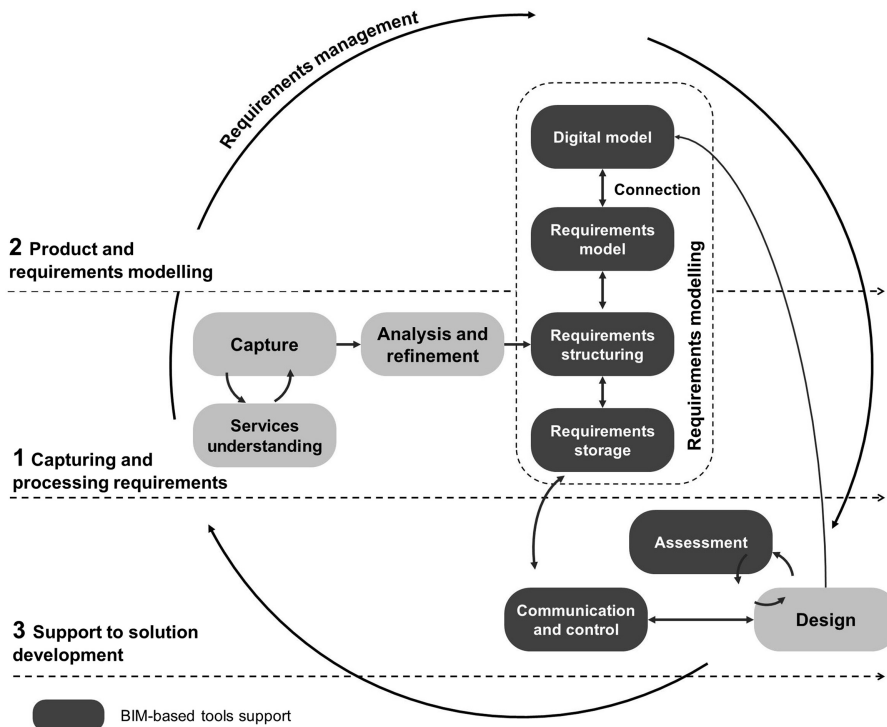 Requirements management
Digital model
Connection
Requirements
model
Requirements modelling
2 Product and
requirements modelling
Capture
Analysis and
refinement
Requirements
structuring
Services
understanding
Requirements
storage
1 Capturing and
processing requirements
Assessment
Communication
and control
Design
3 Support to solution
development
BIM-based tools support